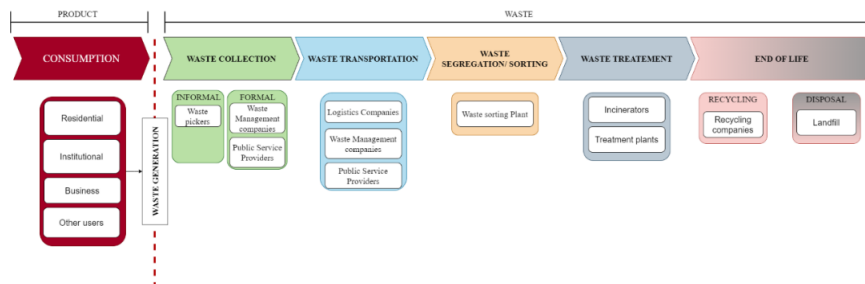 PRODUCT
WASTE
CONSUMPTION
WASTE COLLECTION
WASTE TRANSPORTATION
WASTE
SEGREGATION/ SORTING
WASTE TREATEMENT
END OF LIFE
Residential
Institutional
Business
Other users
WASTE GENERATION
INFORMAL
Waste
pickers
FORMAL
Waste
Management
companies
Public Service
Providers
Logistics Companies
Waste Management
companies
Public Service
Providers
Waste sorting Plant
Incinerators
Treatment plants
RECYCLING
Recycling
companies
DISPOSAL
Landfill